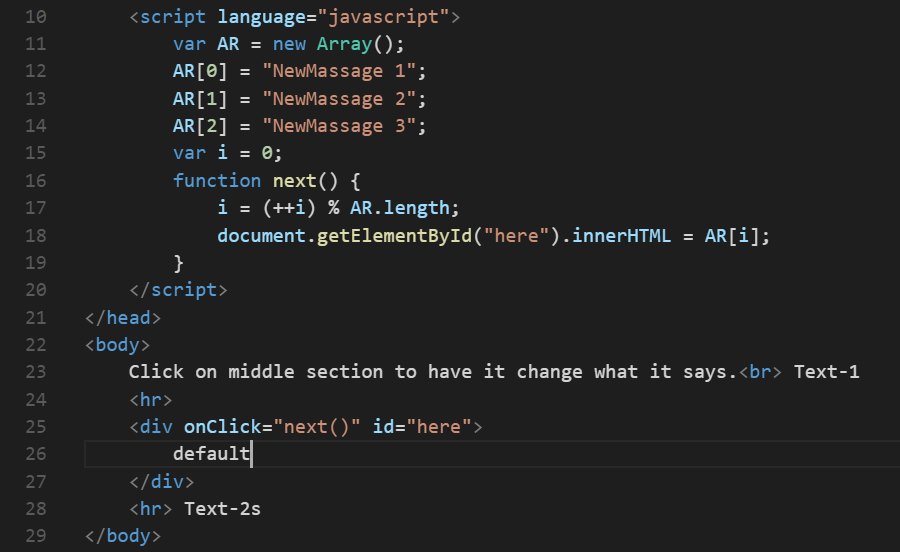 10 <script language="javascript">
11 var AR = new Array();
12 AR[0] = "NewMassage 1";
13 AR[1] = "NewMassage 2";
14 AR[2] = "NewMassage 3";
15 var i = 0;
16 function next() {
17 i = (++i) % AR.length;
18 document.getElementById("here").innerHTML = AR[i];
19 }
20 </script>
21 </head>
22 <body>
23 Click on middle section to have it change what it says.<br> Text-1
24 <hr>
25 <div onClick="next()" id="here">
26 default
27 </div>
28 <hr> Text-2s
29 </body>